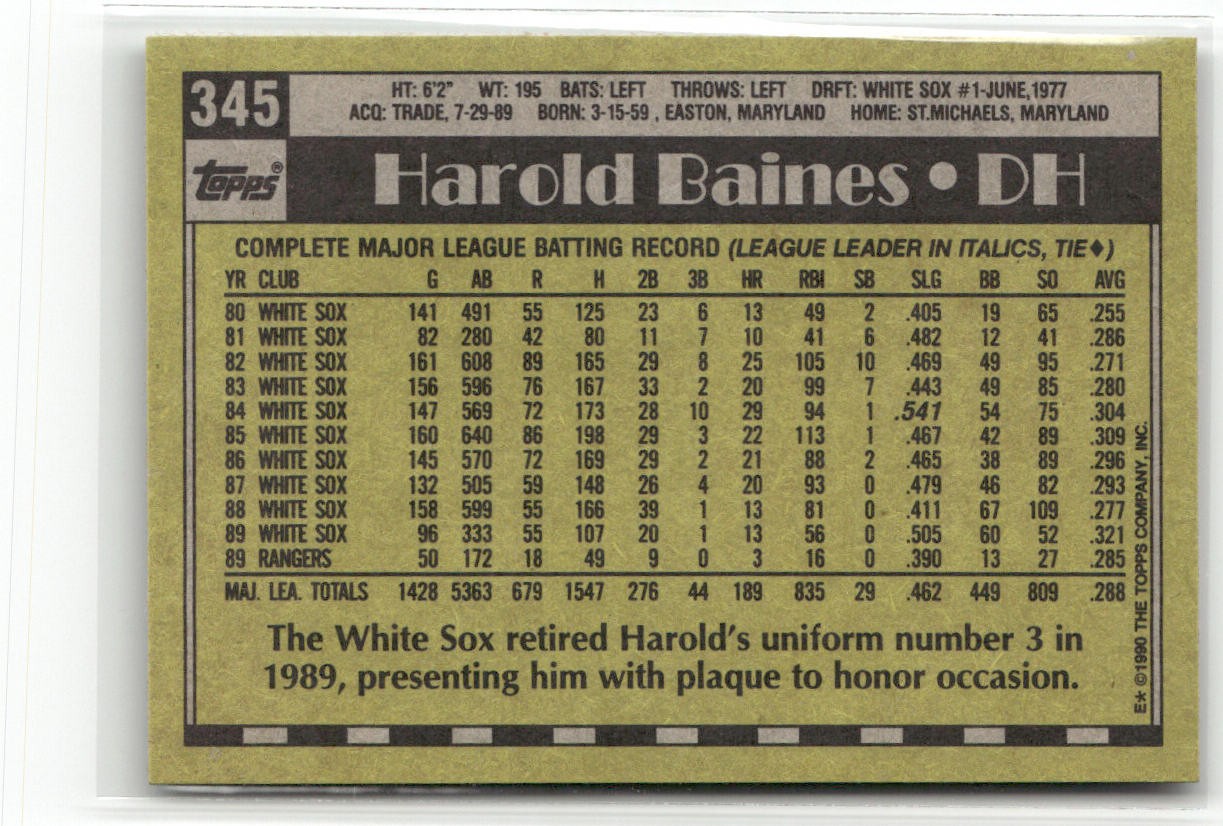 345
HT: 6'2" WT: 195 BATS: LEFT THROWS: LEFT DRFT: WHITE SOX #1-JUNE,1977
ACQ: TRADE, 7-29-89 BORN: 3-15-59 , EASTON, MARYLAND HOME: ST.MICHAELS, MARYLAND
topps®
Harold Baines • DH
COMPLETE MAJOR LEAGUE BATTING RECORD (LEAGUE LEADER IN ITALICS, TIE♦)
YR CLUB G AB R H 2B 3B HR RBI SB SLG BB SO AVG
80 WHITE SOX 141 491 55 125 23 6 13 49 2 .405 19 65 .255
81 WHITE SOX 82 280 42 80 11 7 10 41 6 .482 12 41 .286
82 WHITE SOX 161 608 89 165 29 8 25 105 10 .469 49 95 .271
83 WHITE SOX 156 596 76 167 33 2 20 99 7 .443 49 85 .280
84 WHITE SOX 147 569 72 173 28 10 29 94 1 .541 54 75 .304
85 WHITE SOX 160 640 86 198 29 3 22 113 1 .467 42 89 .309
86 WHITE SOX 145 570 72 169 29 2 21 88 2 .465 38 89 .296
87 WHITE SOX 132 505 59 148 26 4 20 93 0 .479 46 82 .293
88 WHITE SOX 158 599 55 166 39 1 13 81 0 .411 67 109 .277
89 WHITE SOX 96 333 55 107 20 1 13 56 0 .505 60 52 .321
89 RANGERS 50 172 18 49 9 0 3 16 0 .390 13 27 .285
MAJ. LEA. TOTALS 1428 5363 679 1547 276 44 189 835 29 .462 449 809 .288
The White Sox retired Harold's uniform number 3 in
1989, presenting him with plaque to honor occasion.
E* ©1990 THE TOPPS COMPANY, INC.